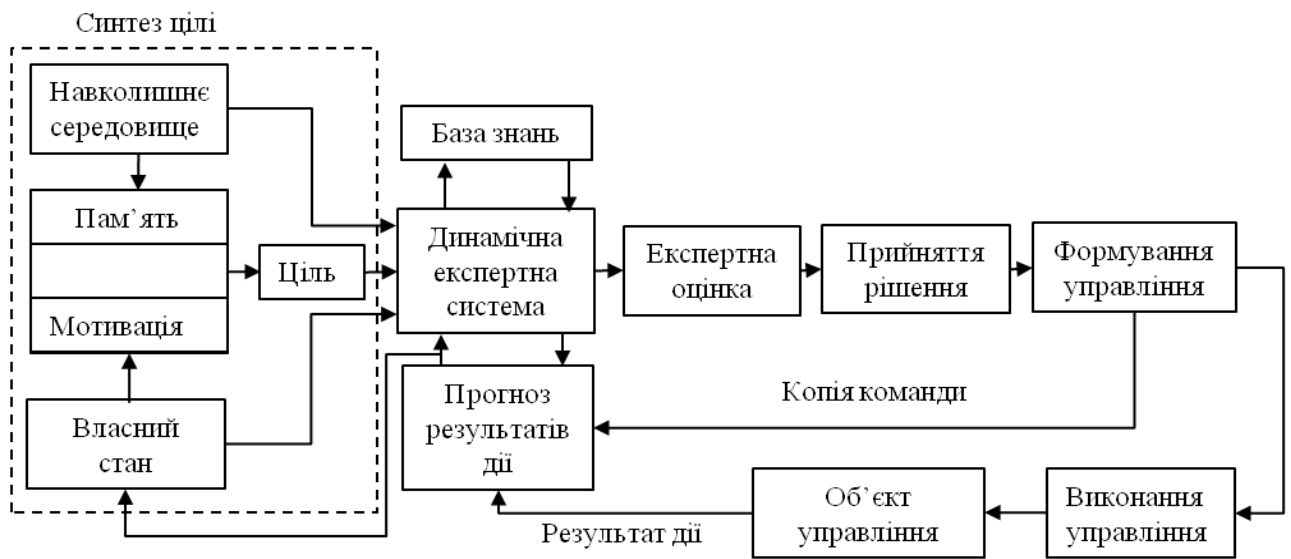 Синтез цілі
Навколишнє
середовище
База знань
Пам’ять
Мотивація
Ціль
Динамічна
експертна
система
Експертна
оцінка
Прийняття
рішення
Формування
управління
Власний
стан
Прогноз
результатів
дії
Копія команди
Результат дії
Об’єкт
управління
Виконання
управління